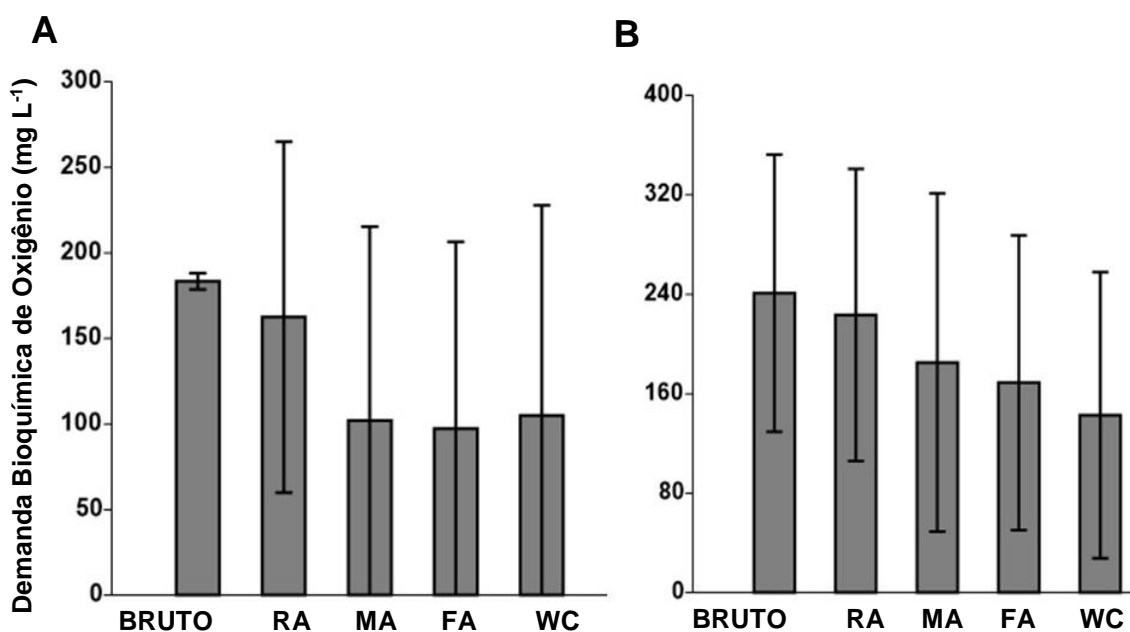 A
B
Demanda Bioquímica de Oxigênio (mg L⁻¹)
300
250
200
150
100
50
0
BRUTO RA MA FA WC
400
320
240
160
80
0
BRUTO RA MA FA WC